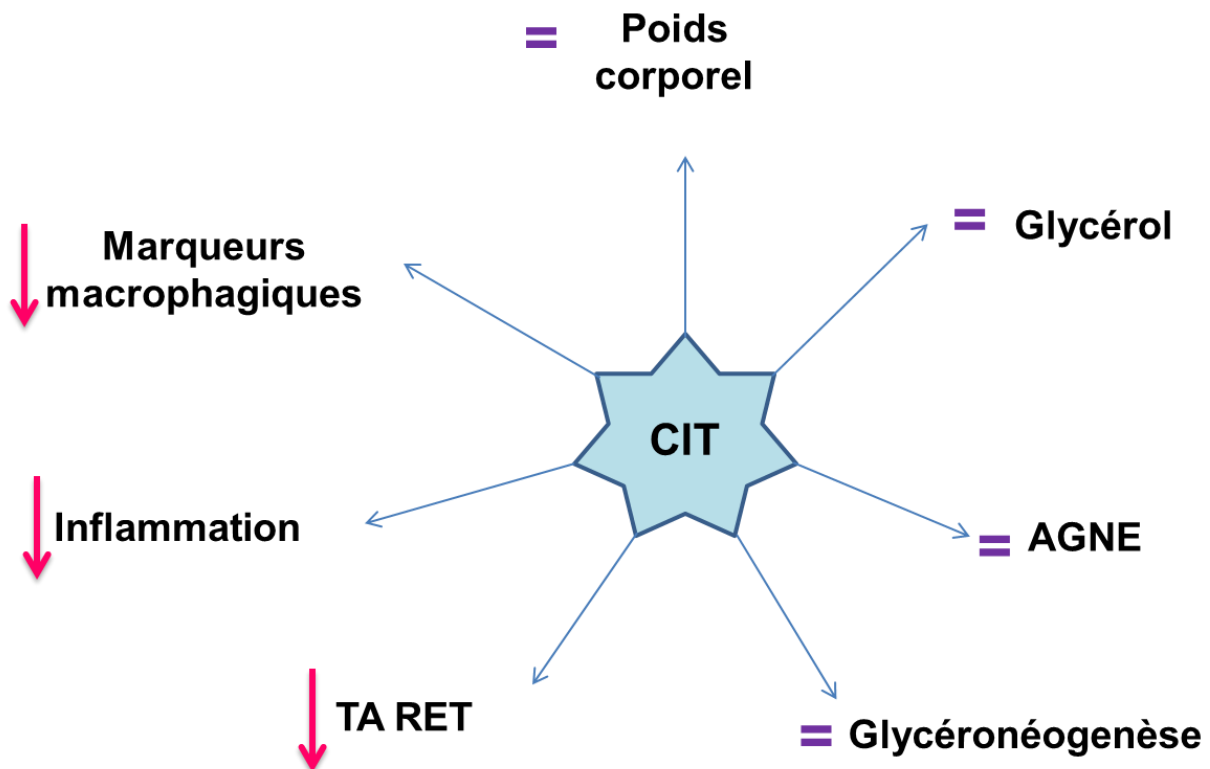 = Poids
corporel
= Glycérol
Marqueurs
macrophagiques
CIT
Inflammation
= AGNE
TA RET
= Glycéronéogenèse